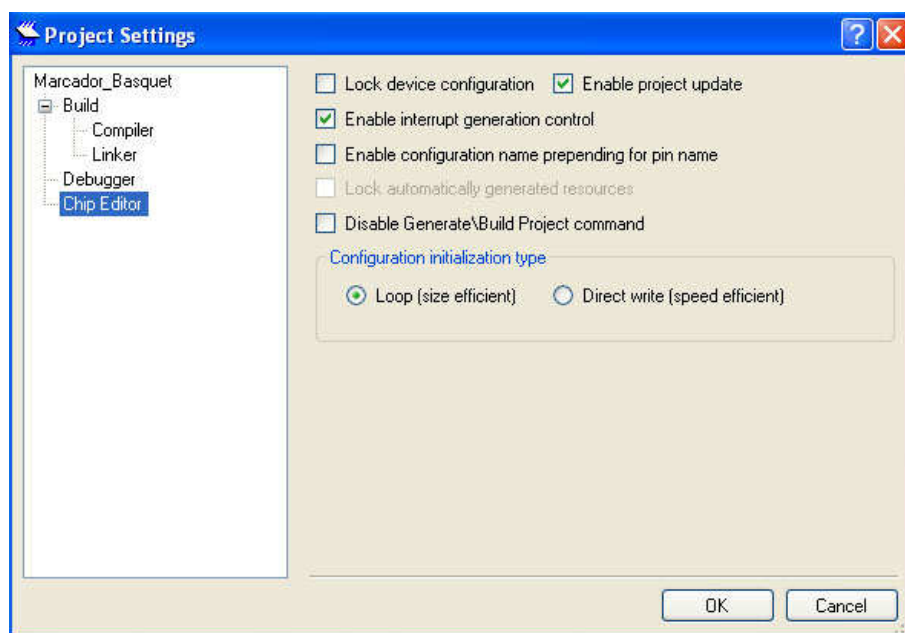 Project Settings
Marcador_Basquet
Build
Compiler
Linker
Debugger
Chip Editor
Lock device configuration Enable project update
Enable interrupt generation control
Enable configuration name prepending for pin name
Lock automatically generated resources
Disable Generate\Build Project command
Configuration initialization type
Loop (size efficient) Direct write (speed efficient)
OK Cancel